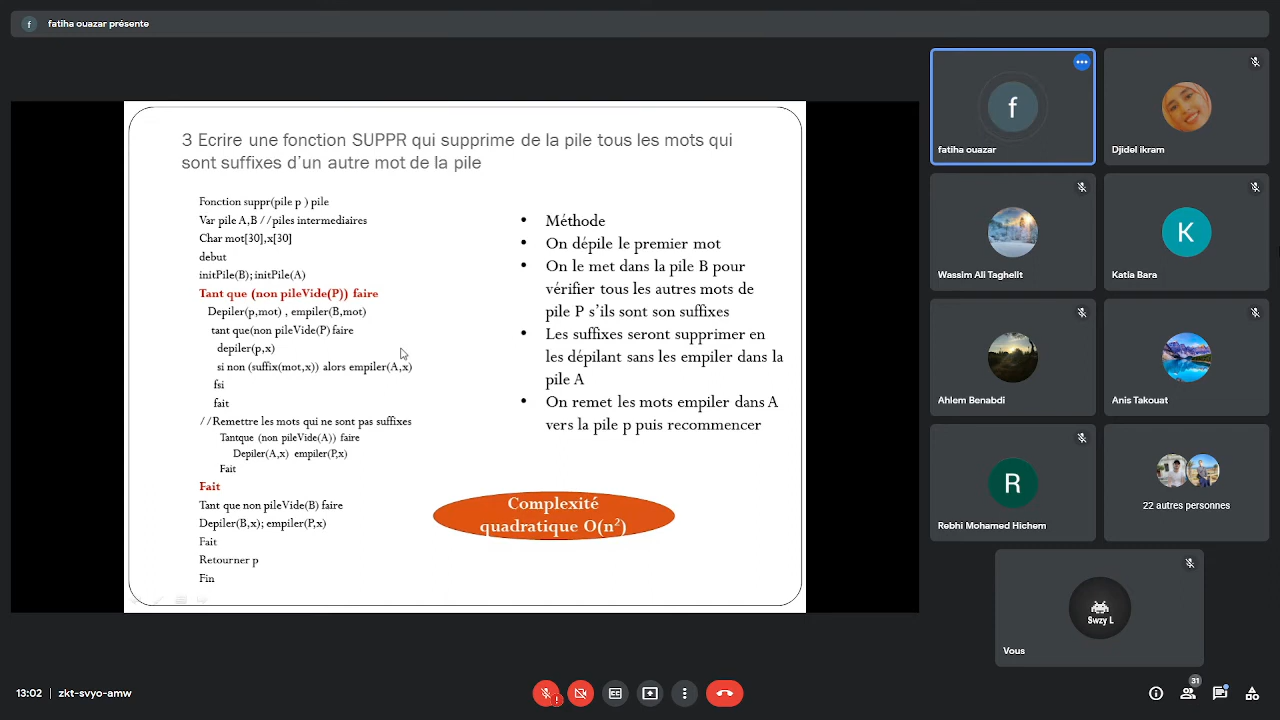 f fatiha ouazar présente
3 Ecrire une fonction SUPPR qui supprime de la pile tous les mots qui
sont suffixes d'un autre mot de la pile
Fonction suppr(pile p ) pile
Var pile A,B //piles intermediaires
Char mot[30],x[30]
debut
initPile(B); initPile(A)
Tant que (non pileVide(P)) faire
Depiler(p,mot) , empiler(B,mot)
tant que(non pileVide(P) faire
depiler(p,x)
si non (suffix(mot,x)) alors empiler(A,x)
fsi
fait
//Remettre les mots qui ne sont pas suffixes
Tantque (non pileVide(A)) faire
Depiler(A,x) empiler(P,x)
Fait
Fait
Tant que non pileVide(B) faire
Depiler(B,x); empiler(P,x)
Fait
Retourner p
Fin
• Méthode
• On dépile le premier mot
• On le met dans la pile B pour
vérifier tous les autres mots de
pile P s'ils sont son suffixes
• Les suffixes seront supprimer en
les dépilant sans les empiler dans la
pile A
• On remet les mots empiler dans A
vers la pile p puis recommencer
Complexité
quadratique O(n²)
f
fatiha ouazar
Djidel ikram
Wassim Ali Taghelit
K
Katia Bara
Ahlem Benabdi
Anis Takouat
R
Rebhi Mohamed Hichem
22 autres personnes
Swzy L
Vous
13:02 | zkt-svyo-amw
31